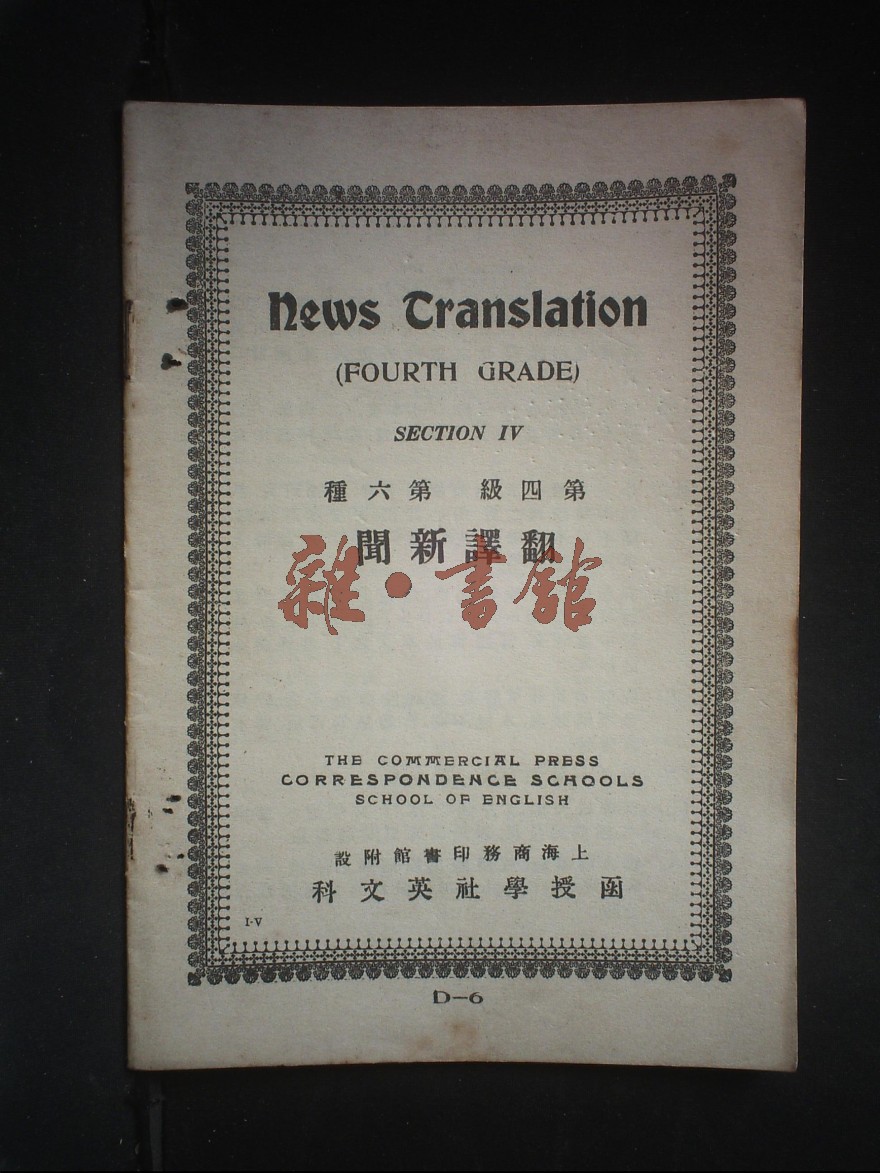 News Translation
(FOURTH GRADE)
SECTION IV
第四級 第六種
翻譯新聞
雜·書館
THE COMMERCIAL PRESS
CORRESPONDENCE SCHOOLS
SCHOOL OF ENGLISH
上海商務印書館附設
函授學社英文科
I-V
D-6